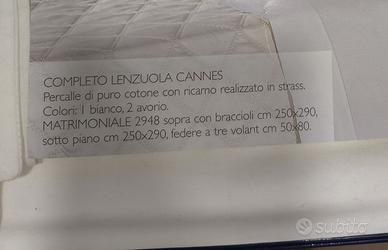 COMPLETO LENZUOLA CANNES
Percalle di puro cotone con ricamo realizzato in strass.
Colori: 1 bianco, 2 avorio.
MATRIMONIALE 2948 sopra con braccioli cm 250x290,
sotto piano cm 250x290, federe a tre volant cm 50x80.
subito